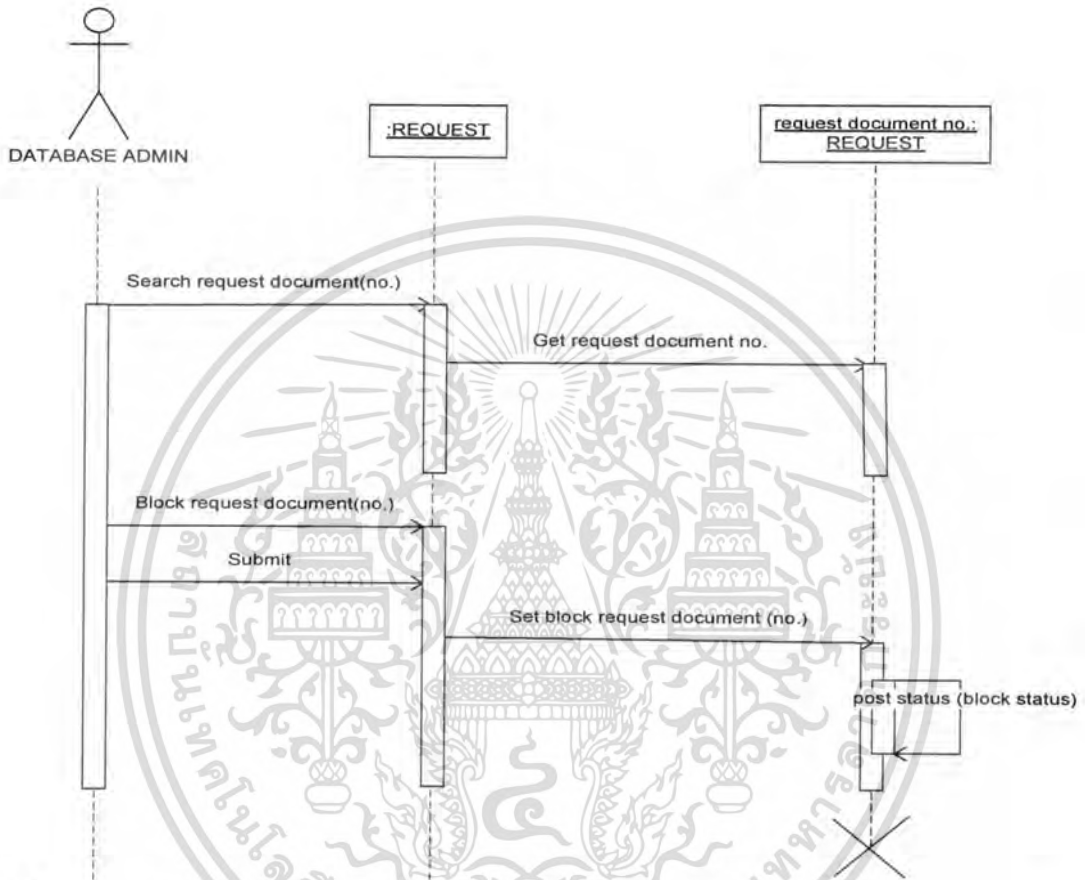 DATABASE ADMIN
:REQUEST
request document no.:
REQUEST
Search request document(no.)
Get request document no.
Block request document(no.)
Submit
Set block request document (no.)
post status (block status)